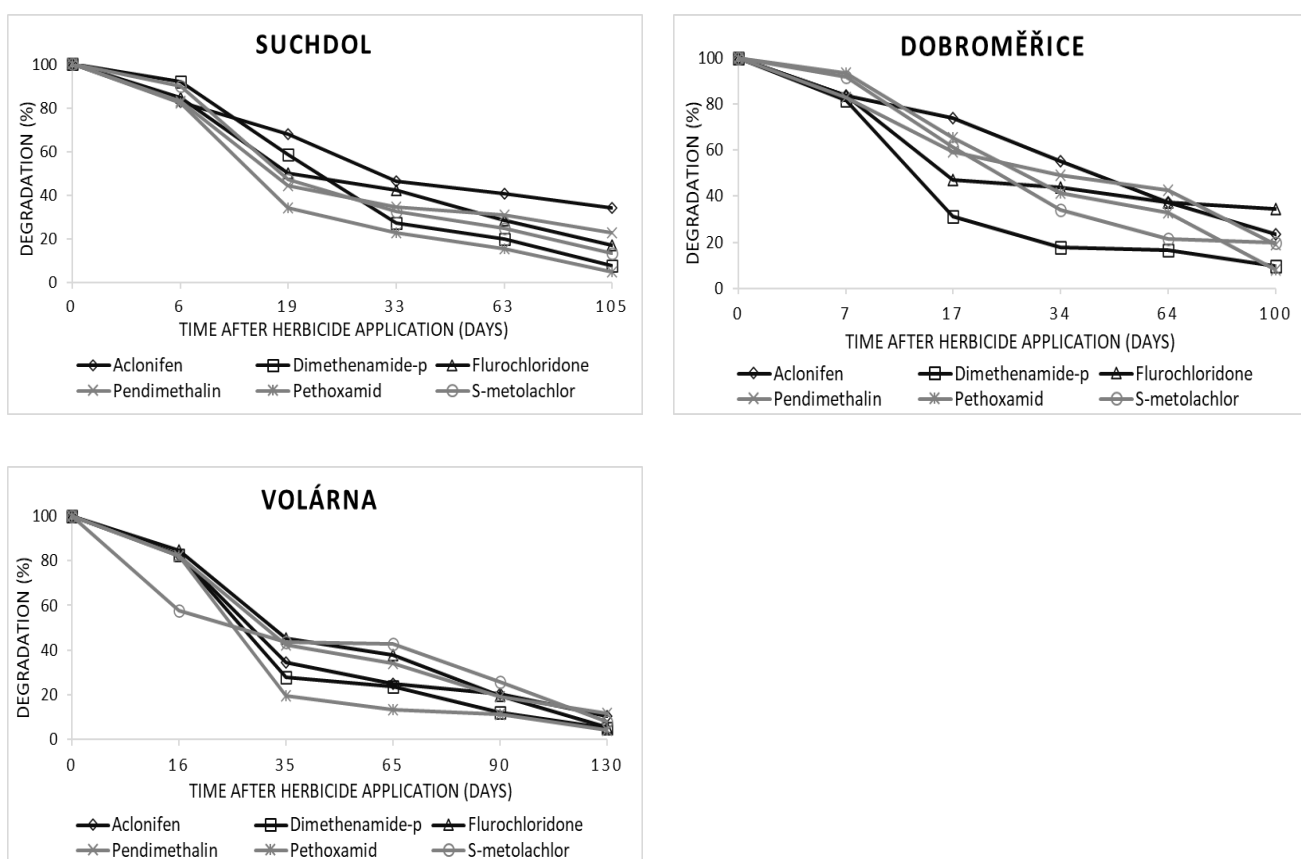 SUCHDOL
DEGRADATION (%)
100
80
60
40
20
0
0 6 19 33 63 105
TIME AFTER HERBICIDE APPLICATION (DAYS)
Aclonifen Dimethenamide-p Flurochloridone
Pendimethalin Pethoxamid S-metolachlor
DOBROMĚŘICE
DEGRADATION (%)
100
80
60
40
20
0
0 7 17 34 64 100
TIME AFTER HERBICIDE APPLICATION (DAYS)
Aclonifen Dimethenamide-p Flurochloridone
Pendimethalin Pethoxamid S-metolachlor
VOLÁRNA
DEGRADATION (%)
100
80
60
40
20
0
0 16 35 65 90 130
TIME AFTER HERBICIDE APPLICATION (DAYS)
Aclonifen Dimethenamide-p Flurochloridone
Pendimethalin Pethoxamid S-metolachlor